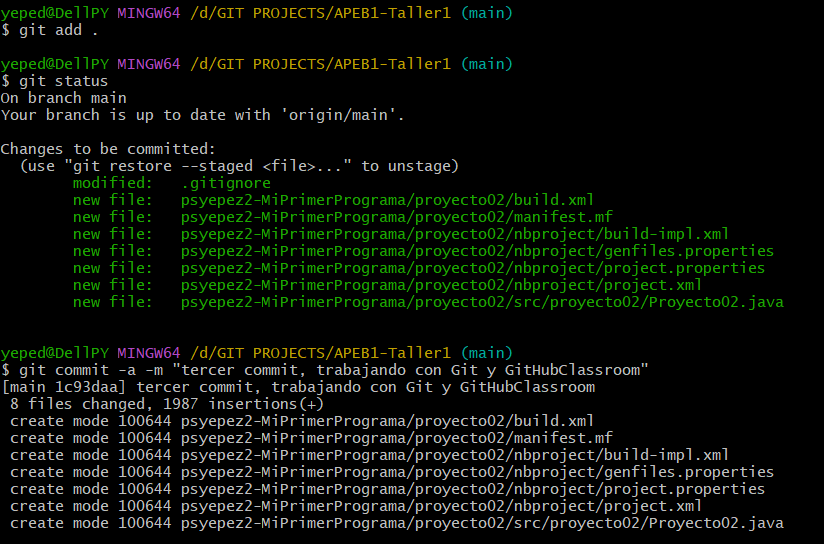 yeped@DellPY MINGW64 /d/GIT PROJECTS/APEB1-Taller1 (main)
$ git add .
yeped@DellPY MINGW64 /d/GIT PROJECTS/APEB1-Taller1 (main)
$ git status
On branch main
Your branch is up to date with 'origin/main'.
Changes to be committed:
  (use "git restore --staged <file>..." to unstage)
        modified:   .gitignore
        new file:   psyepez2-MiPrimerPrograma/proyecto02/build.xml
        new file:   psyepez2-MiPrimerPrograma/proyecto02/manifest.mf
        new file:   psyepez2-MiPrimerPrograma/proyecto02/nbproject/build-impl.xml
        new file:   psyepez2-MiPrimerPrograma/proyecto02/nbproject/genfiles.properties
        new file:   psyepez2-MiPrimerPrograma/proyecto02/nbproject/project.properties
        new file:   psyepez2-MiPrimerPrograma/proyecto02/nbproject/project.xml
        new file:   psyepez2-MiPrimerPrograma/proyecto02/src/proyecto02/Proyecto02.java
yeped@DellPY MINGW64 /d/GIT PROJECTS/APEB1-Taller1 (main)
$ git commit -a -m "tercer commit, trabajando con Git y GitHubClassroom"
[main 1c93daa] tercer commit, trabajando con Git y GitHubClassroom
 8 files changed, 1987 insertions(+)
 create mode 100644 psyepez2-MiPrimerPrograma/proyecto02/build.xml
 create mode 100644 psyepez2-MiPrimerPrograma/proyecto02/manifest.mf
 create mode 100644 psyepez2-MiPrimerPrograma/proyecto02/nbproject/build-impl.xml
 create mode 100644 psyepez2-MiPrimerPrograma/proyecto02/nbproject/genfiles.properties
 create mode 100644 psyepez2-MiPrimerPrograma/proyecto02/nbproject/project.properties
 create mode 100644 psyepez2-MiPrimerPrograma/proyecto02/nbproject/project.xml
 create mode 100644 psyepez2-MiPrimerPrograma/proyecto02/src/proyecto02/Proyecto02.java